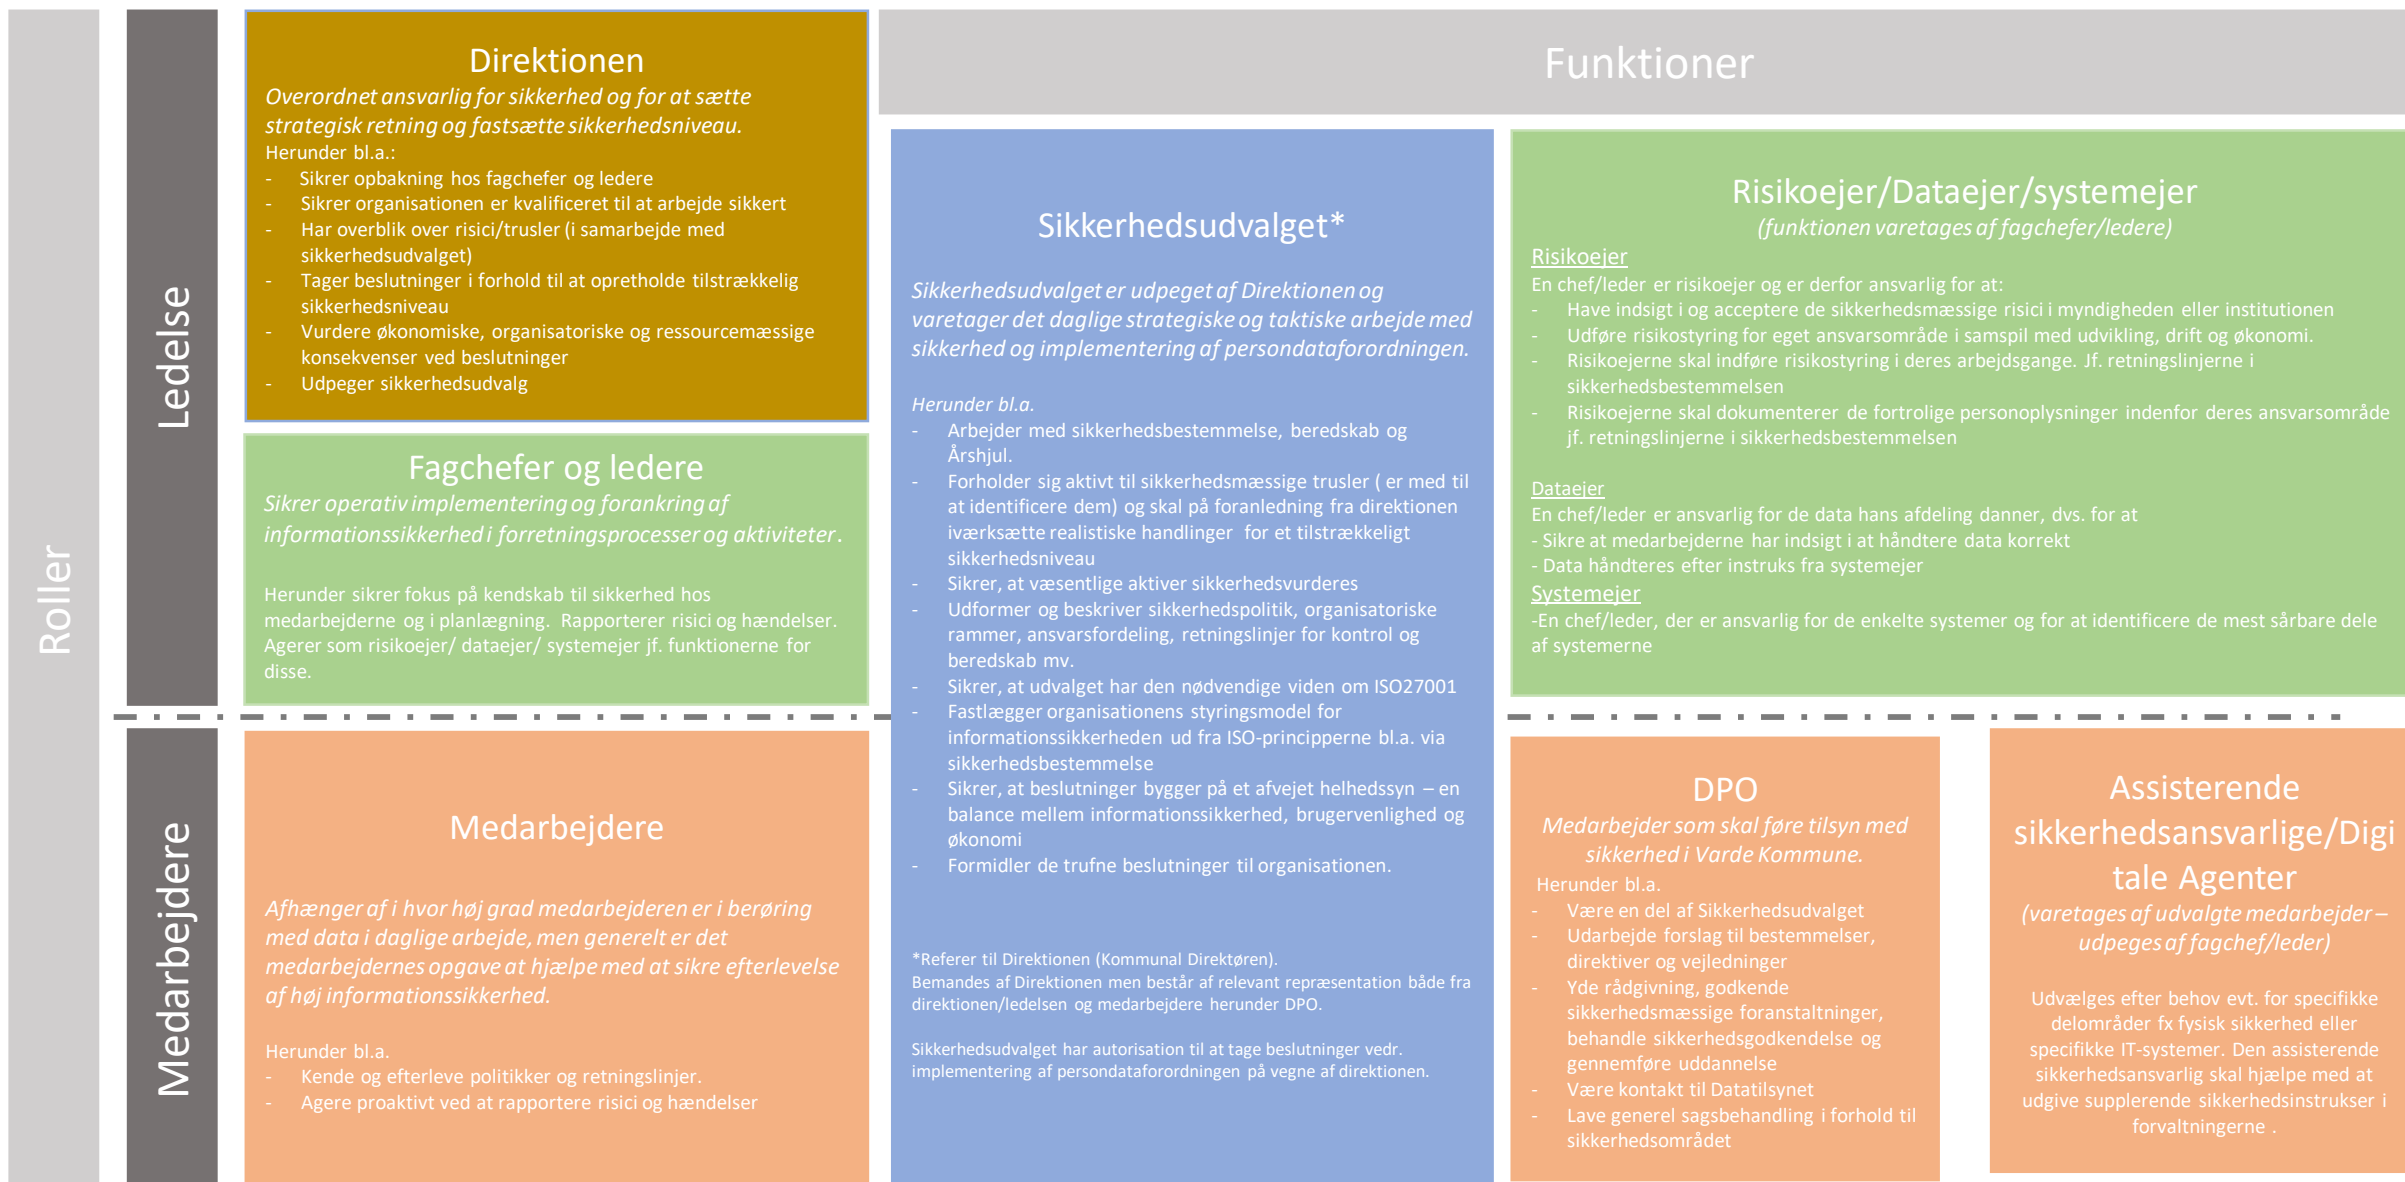 Roller
Ledelse
Medarbejdere
Direktionen
Overordnet ansvarlig for sikkerhed og for at sætte
strategisk retning og fastsætte sikkerhedsniveau.
Herunder bl.a.:
- Sikrer opbakning hos fagchefer og ledere
- Sikrer organisationen er kvalificeret til at arbejde sikkert
- Har overblik over risici/trusler (i samarbejde med
sikkerhedsudvalget)
- Tager beslutninger i forhold til at opretholde tilstrækkelig
sikkerhedsniveau
- Vurdere økonomiske, organisatoriske og ressourcemæssige
konsekvenser ved beslutninger
- Udpeger sikkerhedsudvalg
Fagchefer og ledere
Sikrer operativ implementering og forankring af
informationssikkerhed i forretningsprocesser og aktiviteter.
Herunder sikrer fokus på kendskab til sikkerhed hos
medarbejderne og i planlægning. Rapporterer risici og hændelser.
Agerer som risikoejer/ dataejer/ systemejer jf. funktionerne for
disse.
Medarbejdere
Afhænger af i hvor høj grad medarbejderen er i berøring
med data i daglige arbejde, men generelt er det
medarbejdernes opgave at hjælpe med at sikre efterlevelse
af høj informationssikkerhed.
Herunder bl.a.
- Kende og efterleve politikker og retningslinjer.
- Agere proaktivt ved at rapportere risici og hændelser
Funktioner
Sikkerhedsudvalget*
Sikkerhedsudvalget er udpeget af Direktionen og
varetager det daglige strategiske og taktiske arbejde med
sikkerhed og implementering af persondataforordningen.
Herunder bl.a.
- Arbejder med sikkerhedsbestemmelse, beredskab og
Årshjul.
- Forholder sig aktivt til sikkerhedsmæssige trusler ( er med til
at identificere dem) og skal på foranledning fra direktionen
iværksætte realistiske handlinger for et tilstrækkeligt
sikkerhedsniveau
- Sikrer, at væsentlige aktiver sikkerhedsvurderes
- Udformer og beskriver sikkerhedspolitik, organisatoriske
rammer, ansvarsfordeling, retningslinjer for kontrol og
beredskab mv.
- Sikrer, at udvalget har den nødvendige viden om ISO27001
- Fastlægger organisationens styringsmodel for
informationssikkerheden ud fra ISO-principperne bl.a. via
sikkerhedsbestemmelse
- Sikrer, at beslutninger bygger på et afvejet helhedssyn – en
balance mellem informationssikkerhed, brugervenlighed og
økonomi
- Formidler de trufne beslutninger til organisationen.
*Referer til Direktionen (Kommunal Direktøren).
Bemandes af Direktionen men består af relevant repræsentation både fra
direktionen/ledelsen og medarbejdere herunder DPO.
Sikkerhedsudvalget har autorisation til at tage beslutninger vedr.
implementering af persondataforordningen på vegne af direktionen.
Risikoejer/Dataejer/systemejer
(funktionen varetages af fagchefer/ledere)
Risikoejer
En chef/leder er risikoejer og er derfor ansvarlig for at:
- Have indsigt i og acceptere de sikkerhedsmæssige risici i myndigheden eller institutionen
- Udføre risikostyring for eget ansvarsområde i samspil med udvikling, drift og økonomi.
- Risikoejerne skal indføre risikostyring i deres arbejdsgange. Jf. retningslinjerne i
sikkerhedsbestemmelsen
- Risikoejerne skal dokumenterer de fortrolige personoplysninger indenfor deres ansvarsområde
jf. retningslinjerne i sikkerhedsbestemmelsen
Dataejer
En chef/leder er ansvarlig for de data hans afdeling danner, dvs. for at
- Sikre at medarbejderne har indsigt i at håndtere data korrekt
- Data håndteres efter instruks fra systemejer
Systemejer
-En chef/leder, der er ansvarlig for de enkelte systemer og for at identificere de mest sårbare dele
af systemerne
DPO
Medarbejder som skal føre tilsyn med
sikkerhed i Varde Kommune.
Herunder bl.a.
- Være en del af Sikkerhedsudvalget
- Udarbejde forslag til bestemmelser,
direktiver og vejledninger
- Yde rådgivning, godkende
sikkerhedsmæssige foranstaltninger,
behandle sikkerhedsgodkendelse og
gennemføre uddannelse
- Være kontakt til Datatilsynet
- Lave generel sagsbehandling i forhold til
sikkerhedsområdet
Assisterende
sikkerhedsansvarlige/Digi
tale Agenter
(varetages af udvalgte medarbejder –
udpeges af fagchef/leder)
Udvælges efter behov evt. for specifikke
delområder fx fysisk sikkerhed eller
specifikke IT-systemer. Den assisterende
sikkerhedsansvarlig skal hjælpe med at
udgive supplerende sikkerhedsinstrukser i
forvaltningerne .